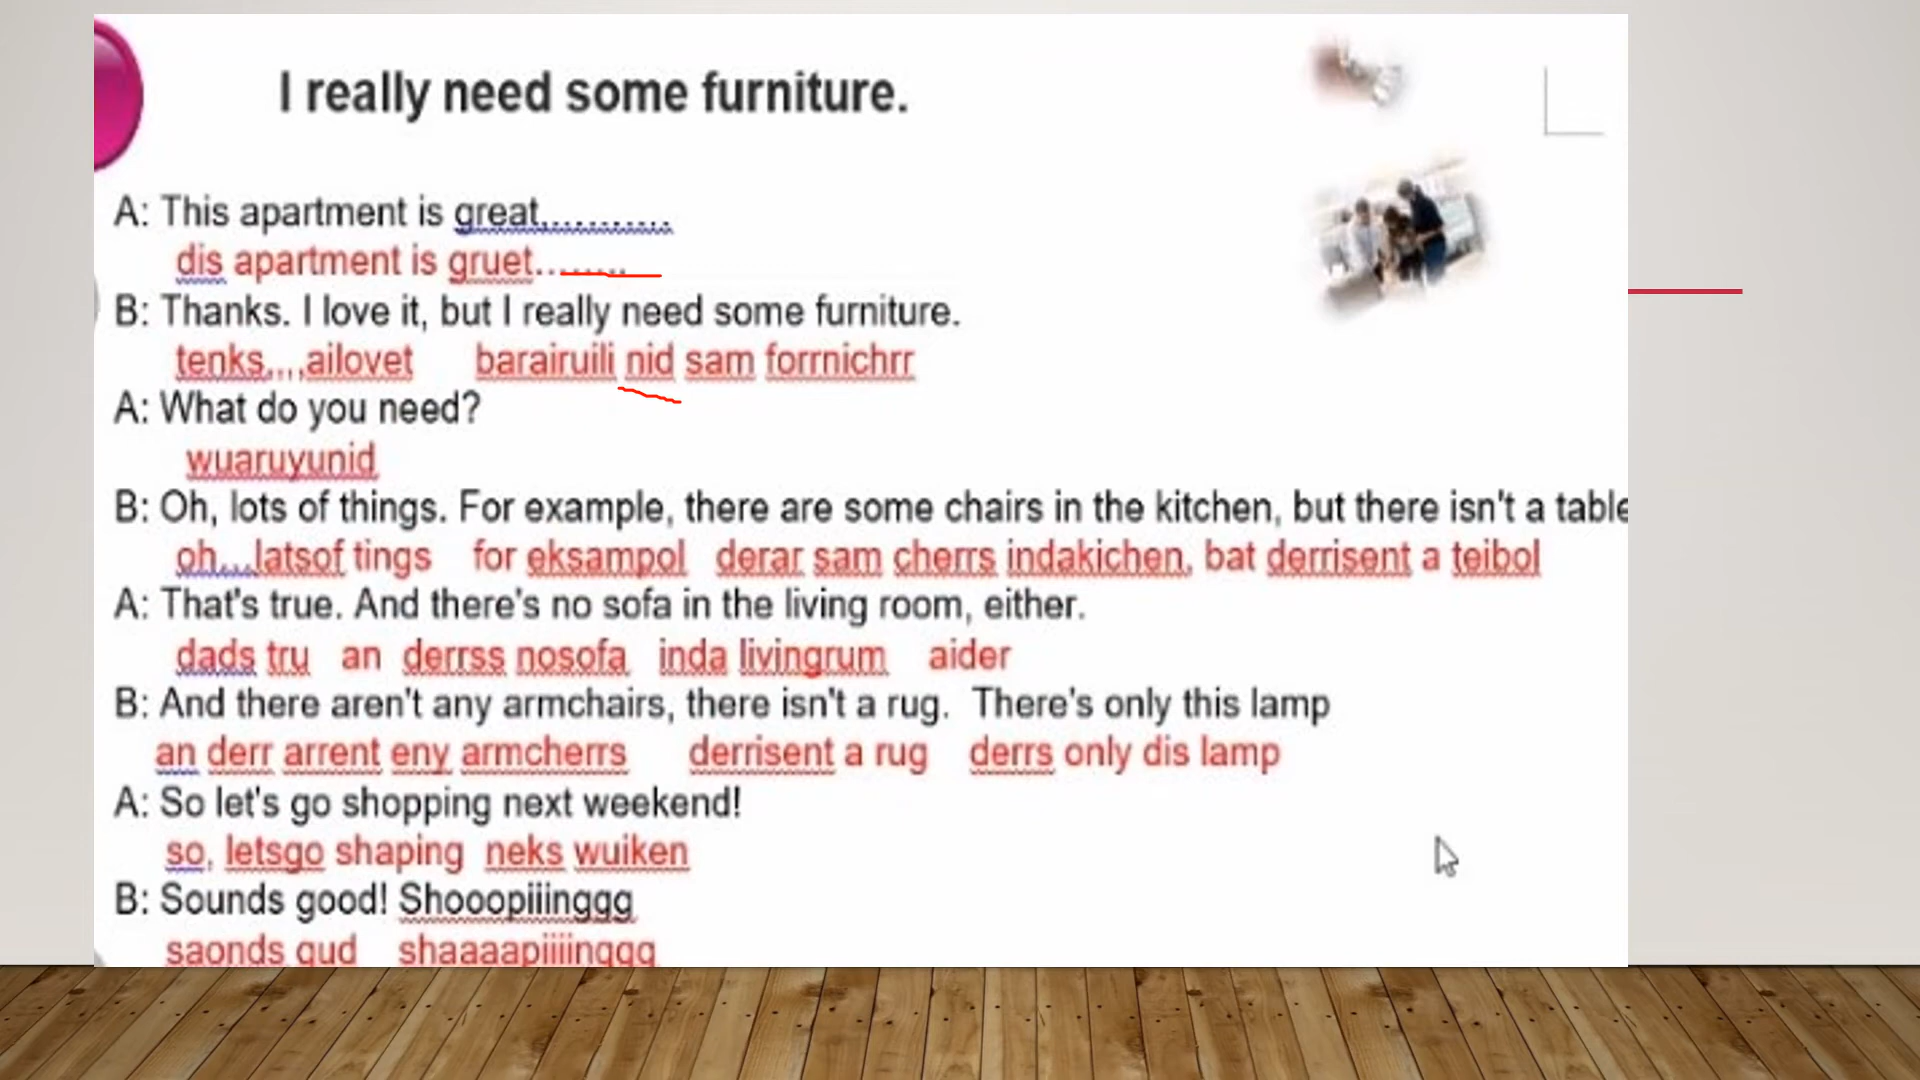 I really need some furniture.
A: This apartment is great...........
dis apartment is gruet........
B: Thanks. I love it, but I really need some furniture.
tenks...,ailovet barairuili nid sam forrnichrr
A: What do you need?
wuaruyunid
B: Oh, lots of things. For example, there are some chairs in the kitchen, but there isn't a table
oh...latsof tings for eksampol derar sam cherrs indakichen, bat derrisent a teibol
A: That's true. And there's no sofa in the living room, either.
dads tru an derrss nosofa inda livingrum aider
B: And there aren't any armchairs, there isn't a rug. There's only this lamp
an derr arrent eny armcherrs derrisent a rug derrs only dis lamp
A: So let's go shopping next weekend!
so, letsgo shaping neks wuiken
B: Sounds good! Shooopiiinggg
saonds gud shaaaapiiiinggg